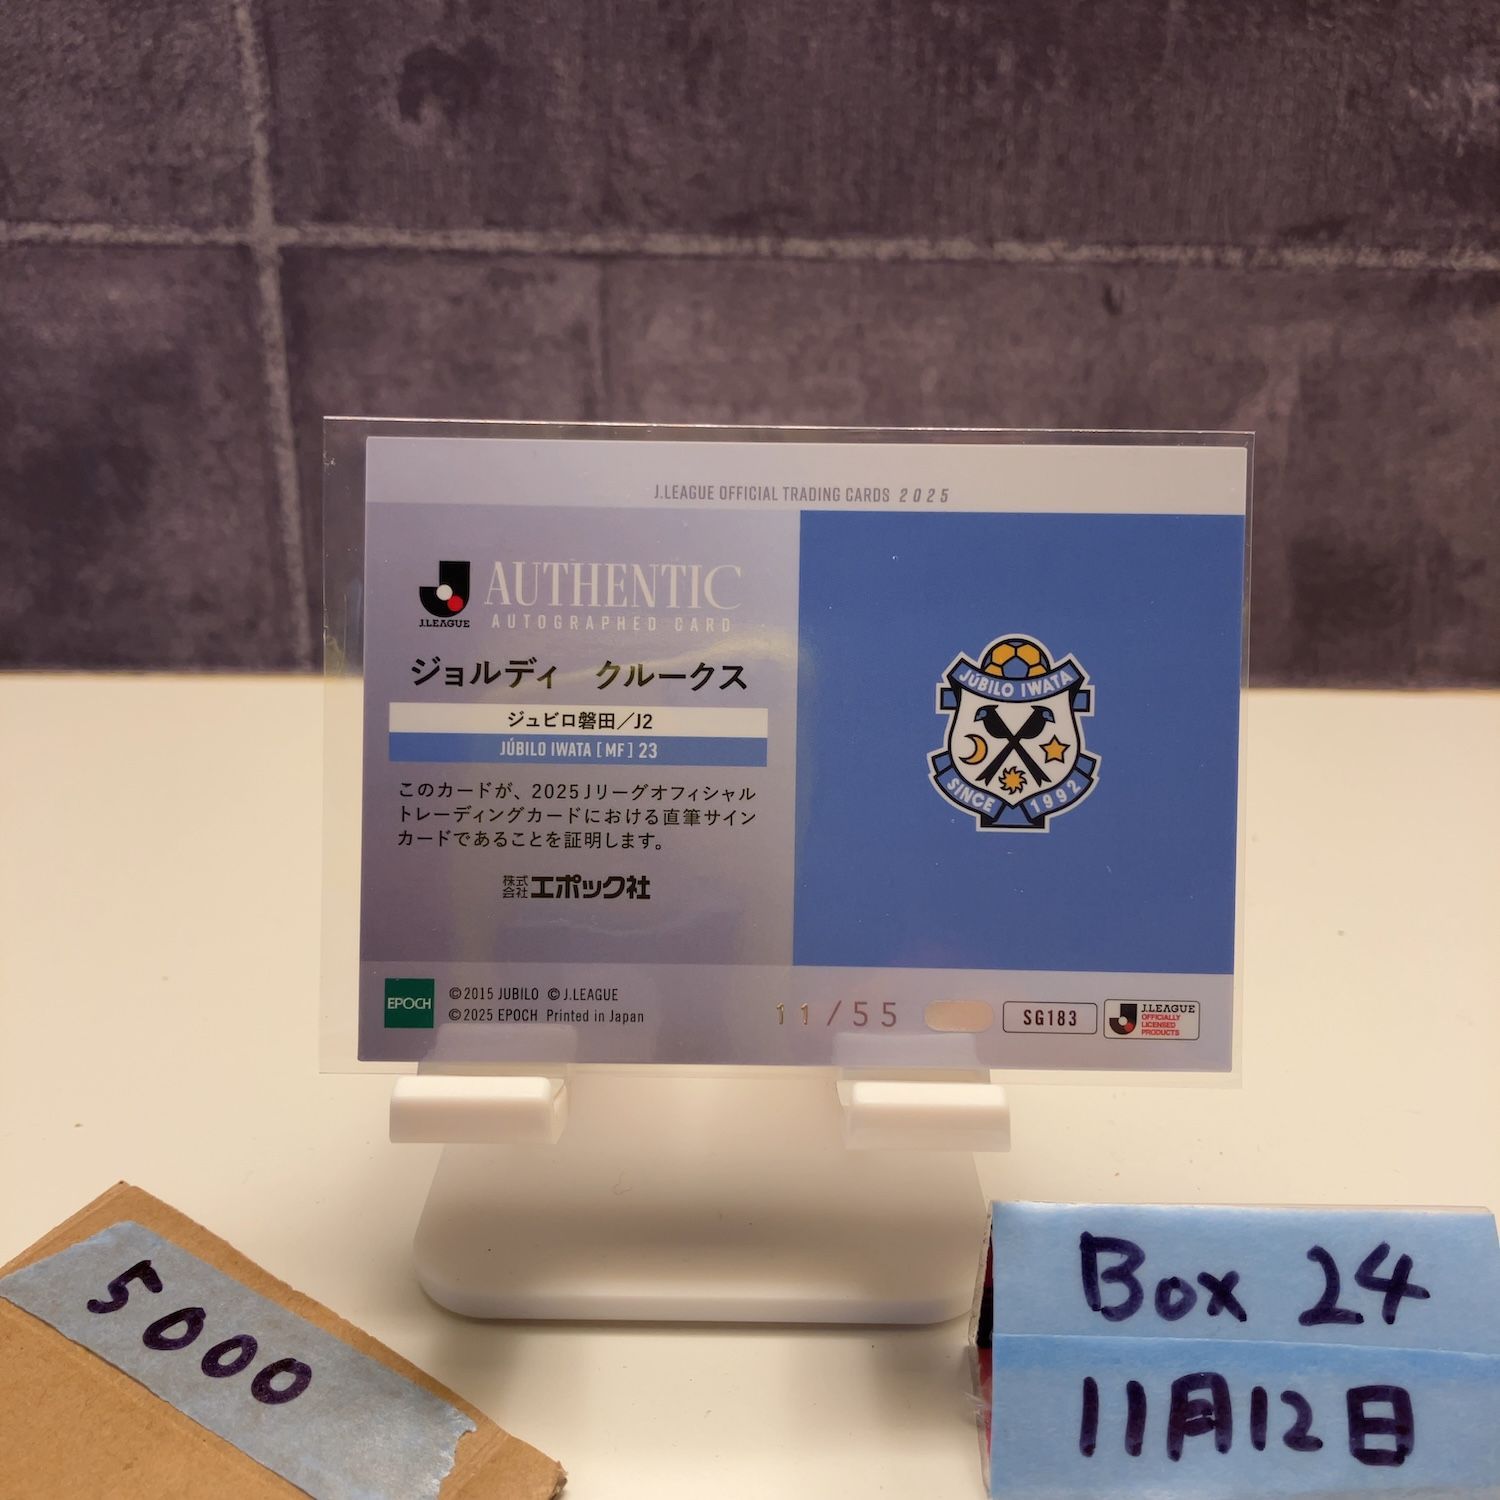 J.LEAGUE OFFICIAL TRADING CARDS 2025
J.LEAGUE
AUTHENTIC
AUTOGRAPHED CARD
ジョルディ クルークス
ジュビロ磐田／J2
JÚBILO IWATA [MF] 23
このカードが、2025Jリーグオフィシャル
トレーディングカードにおける直筆サイン
カードであることを証明します。
株式会社エポック社
JÚBILO IWATA
SINCE 1992
EPOCH
©2015 JUBILO ©J.LEAGUE
©2025 EPOCH Printed in Japan
11/55
SG183
J.LEAGUE
OFFICIALLY
LICENSED
PRODUCTS
5000
Box 24
11月12日